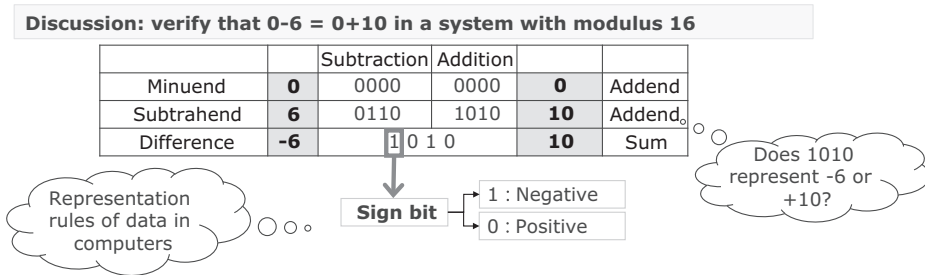 Discussion: verify that 0-6 = 0+10 in a system with modulus 16
Subtraction Addition
Minuend 0 0000 0000 0 Addend
Subtrahend 6 0110 1010 10 Addend
Difference -6 1 0 1 0 10 Sum
Does 1010
represent -6 or
+10?
Representation
rules of data in
computers
Sign bit
1 : Negative
0 : Positive